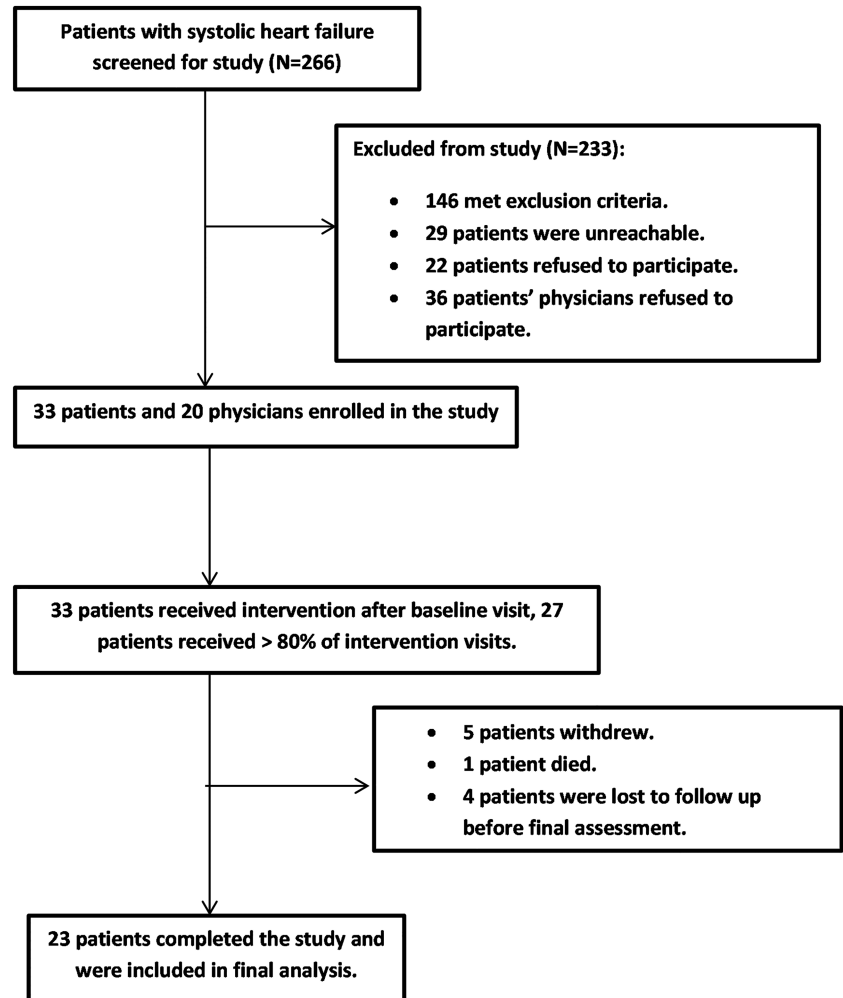 Patients with systolic heart failure
screened for study (N=266)
Excluded from study (N=233):
• 146 met exclusion criteria.
• 29 patients were unreachable.
• 22 patients refused to participate.
• 36 patients’ physicians refused to
participate.
33 patients and 20 physicians enrolled in the study
33 patients received intervention after baseline visit, 27
patients received > 80% of intervention visits.
• 5 patients withdrew.
• 1 patient died.
• 4 patients were lost to follow up
before final assessment.
23 patients completed the study and
were included in final analysis.